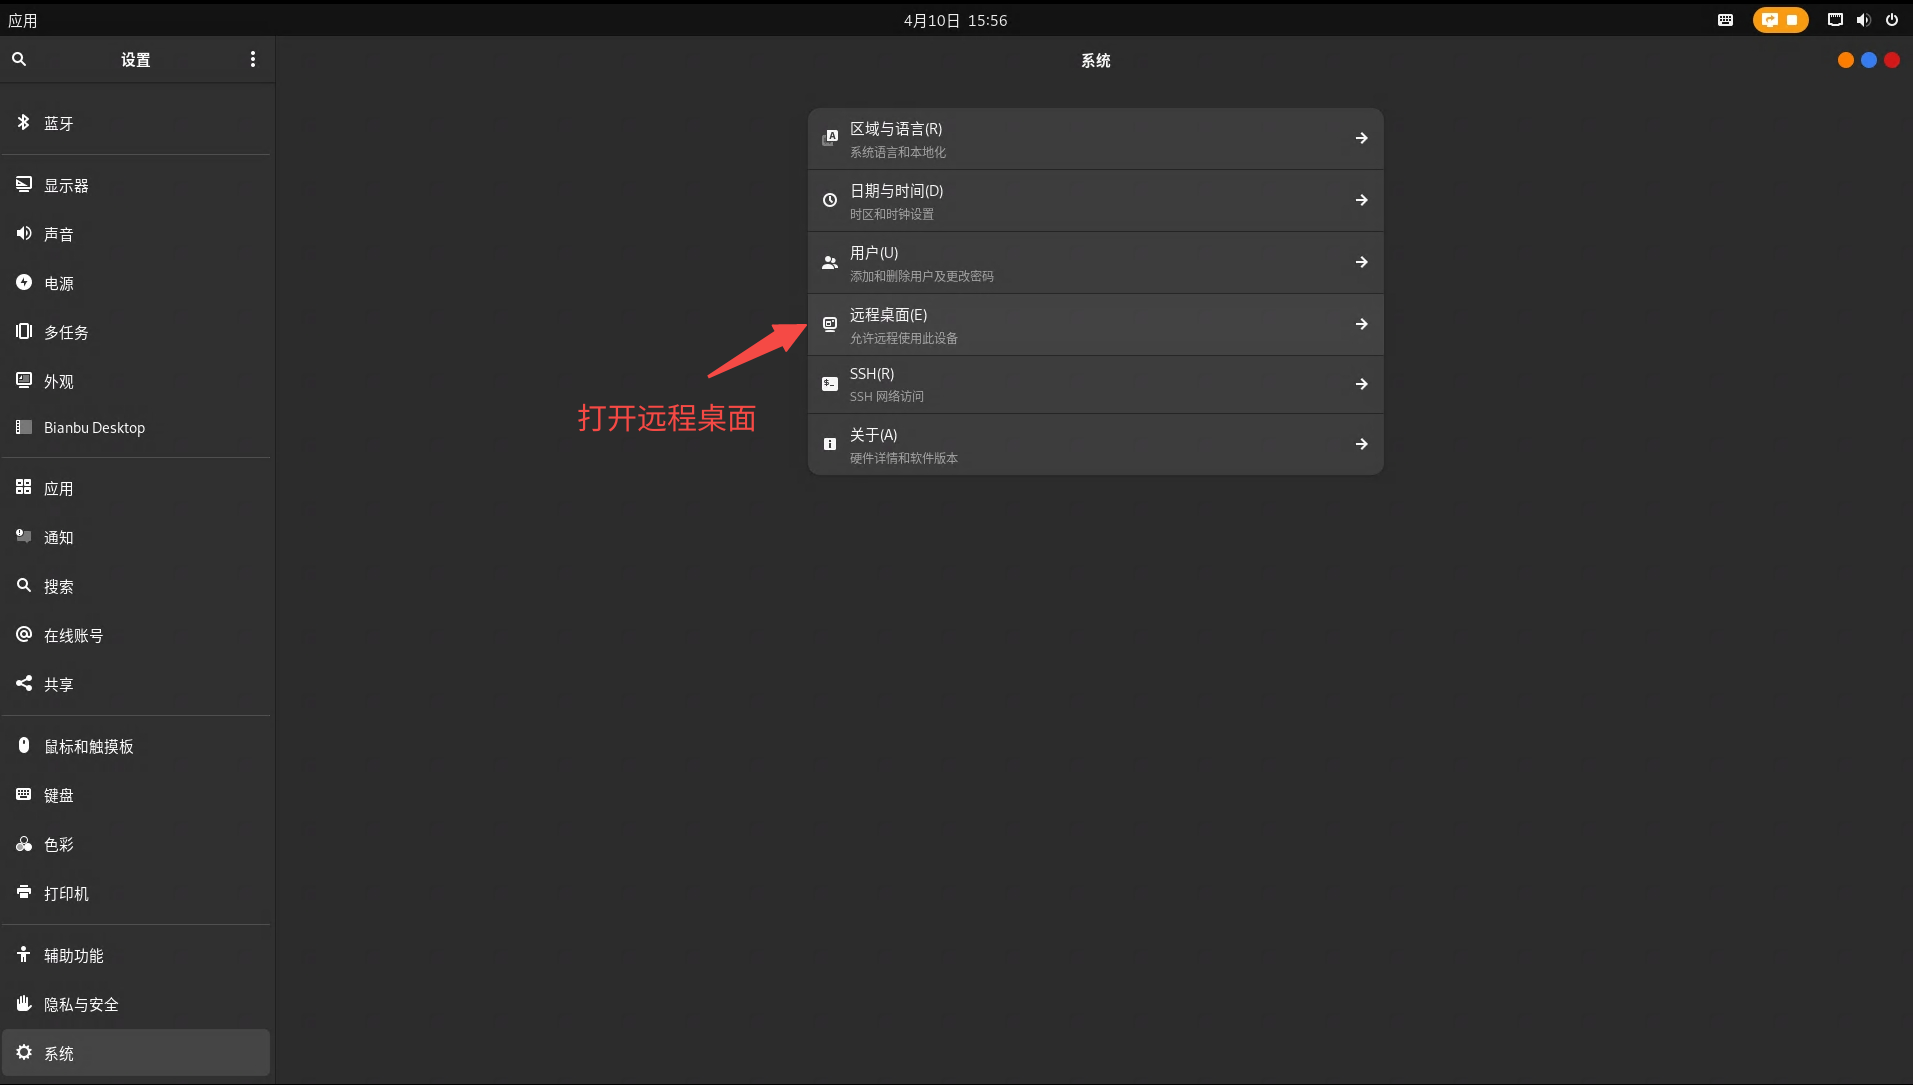 应用
4月10日 15:56
设置
系统
蓝牙
显示器
声音
电源
多任务
外观
Bianbu Desktop
应用
通知
搜索
在线账号
共享
鼠标和触摸板
键盘
色彩
打印机
辅助功能
隐私与安全
系统
区域与语言(R)
系统语言和本地化
日期与时间(D)
时区和时钟设置
用户(U)
添加和删除用户及更改密码
远程桌面(E)
允许远程使用此设备
SSH(R)
SSH 网络访问
关于(A)
硬件详情和软件版本
打开远程桌面